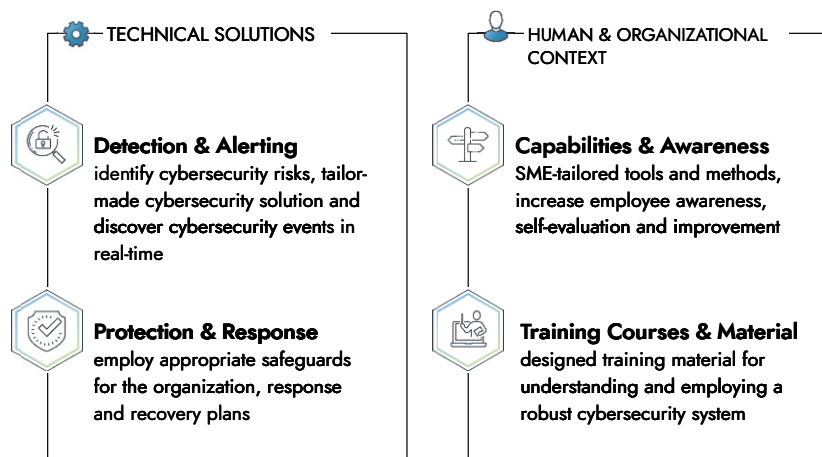 TECHNICAL SOLUTIONS
Detection & Alerting
identify cybersecurity risks, tailor-
made cybersecurity solution and
discover cybersecurity events in
real-time
Protection & Response
employ appropriate safeguards
for the organization, response
and recovery plans
HUMAN & ORGANIZATIONAL
CONTEXT
Capabilities & Awareness
SME-tailored tools and methods,
increase employee awareness,
self-evaluation and improvement
Training Courses & Material
designed training material for
understanding and employing a
robust cybersecurity system